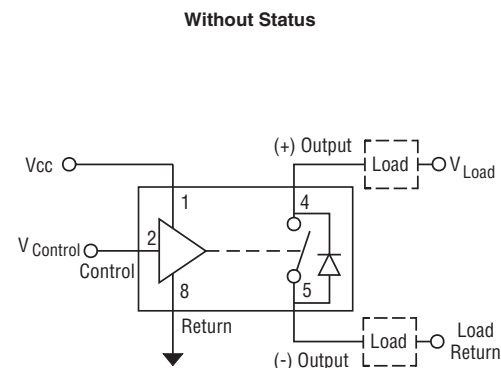 Without Status
(+) Output
Load
V Load
Vcc
1
4
V Control
2
Control
8
5
Return
Load
Load
Return
(-) Output